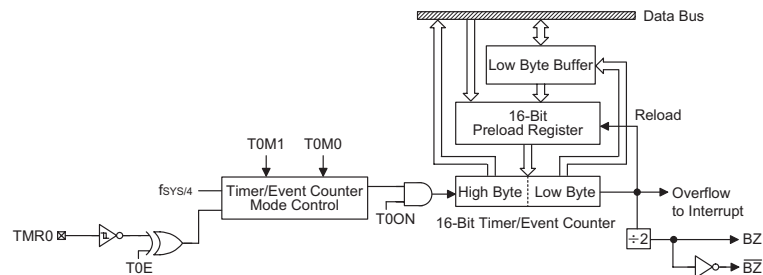 Data Bus
Low Byte Buffer
16-Bit
Preload Register
Reload
T0M1
T0M0
fSYS/4
Timer/Event Counter
Mode Control
High Byte
Low Byte
Overflow
to Interrupt
T0ON
16-Bit Timer/Event Counter
TMR0
T0E
÷2
BZ
B̅Z̅